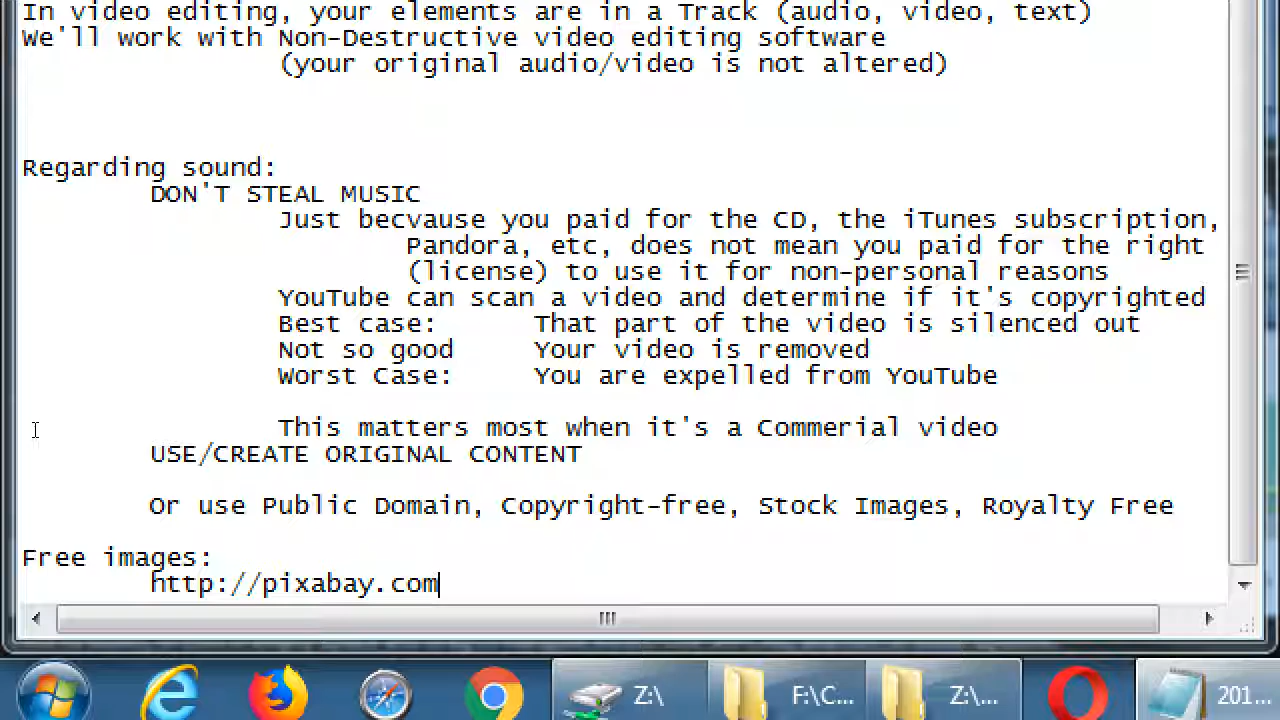 In video editing, your elements are in a Track (audio, video, text)
We'll work with Non-Destructive video editing software
(your original audio/video is not altered)
Regarding sound:
DON'T STEAL MUSIC
Just becvause you paid for the CD, the iTunes subscription,
Pandora, etc, does not mean you paid for the right
(license) to use it for non-personal reasons
YouTube can scan a video and determine if it's copyrighted
Best case: That part of the video is silenced out
Not so good Your video is removed
Worst Case: You are expelled from YouTube
This matters most when it's a Commerial video
USE/CREATE ORIGINAL CONTENT
Or use Public Domain, Copyright-free, Stock Images, Royalty Free
Free images:
http://pixabay.com
Z:\ F:\C... Z:\... 201...